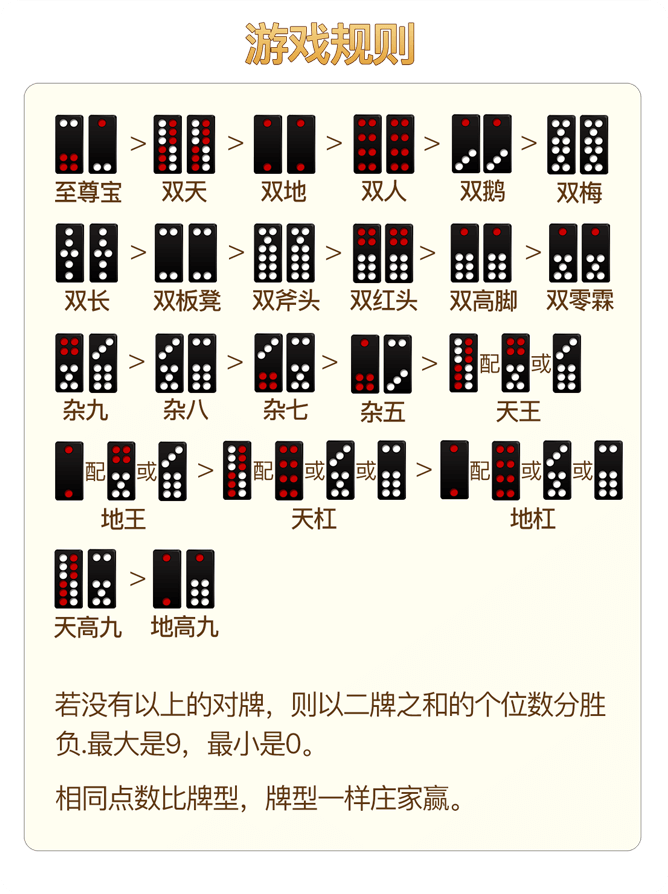 游戏规则
> > > > >
至尊宝 双天 双地 双人 双鹅 双梅
> > > > >
双长 双板凳 双斧头 双红头 双高脚 双零霖
> > > > 配 或
杂九 杂八 杂七 杂五 天王
配 或 > 配 或 或 > 配 或 或
地王 天杠 地杠
>
天高九 地高九
若没有以上的对牌，则以二牌之和的个位数分胜
负.最大是9，最小是0。
相同点数比牌型，牌型一样庄家赢。